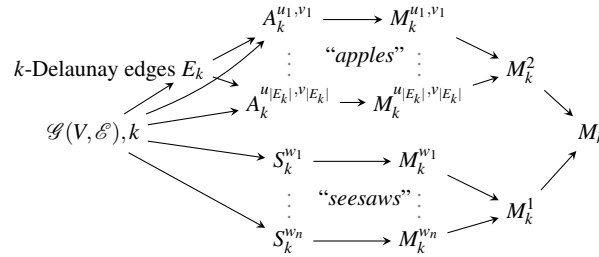 A_k^{u_1,v_1} M_k^{u_1,v_1}
“apples”
k-Delaunay edges E_k M_k^2
A_k^{u_{|E_k|},v_{|E_k|}} M_k^{u_{|E_k|},v_{|E_k|}}
𝒢(V,ℰ),k
S_k^{w_1} M_k^{w_1}
“seesaws”
M_k^1
S_k^{w_n} M_k^{w_n}